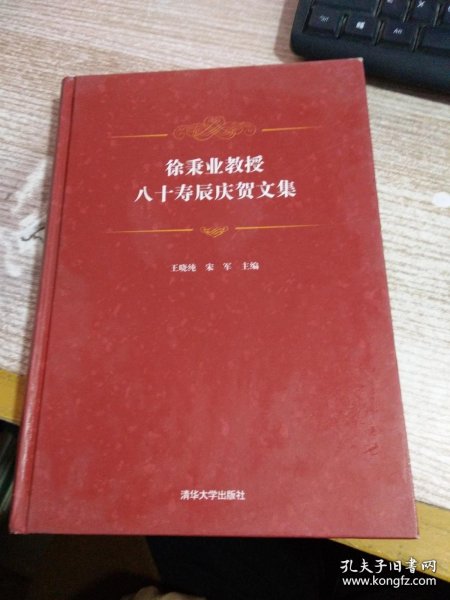 徐秉业教授
八十寿辰庆贺文集
王晓纯 宋军 主编
清华大学出版社
孔夫子旧书网
www.kongfz.com